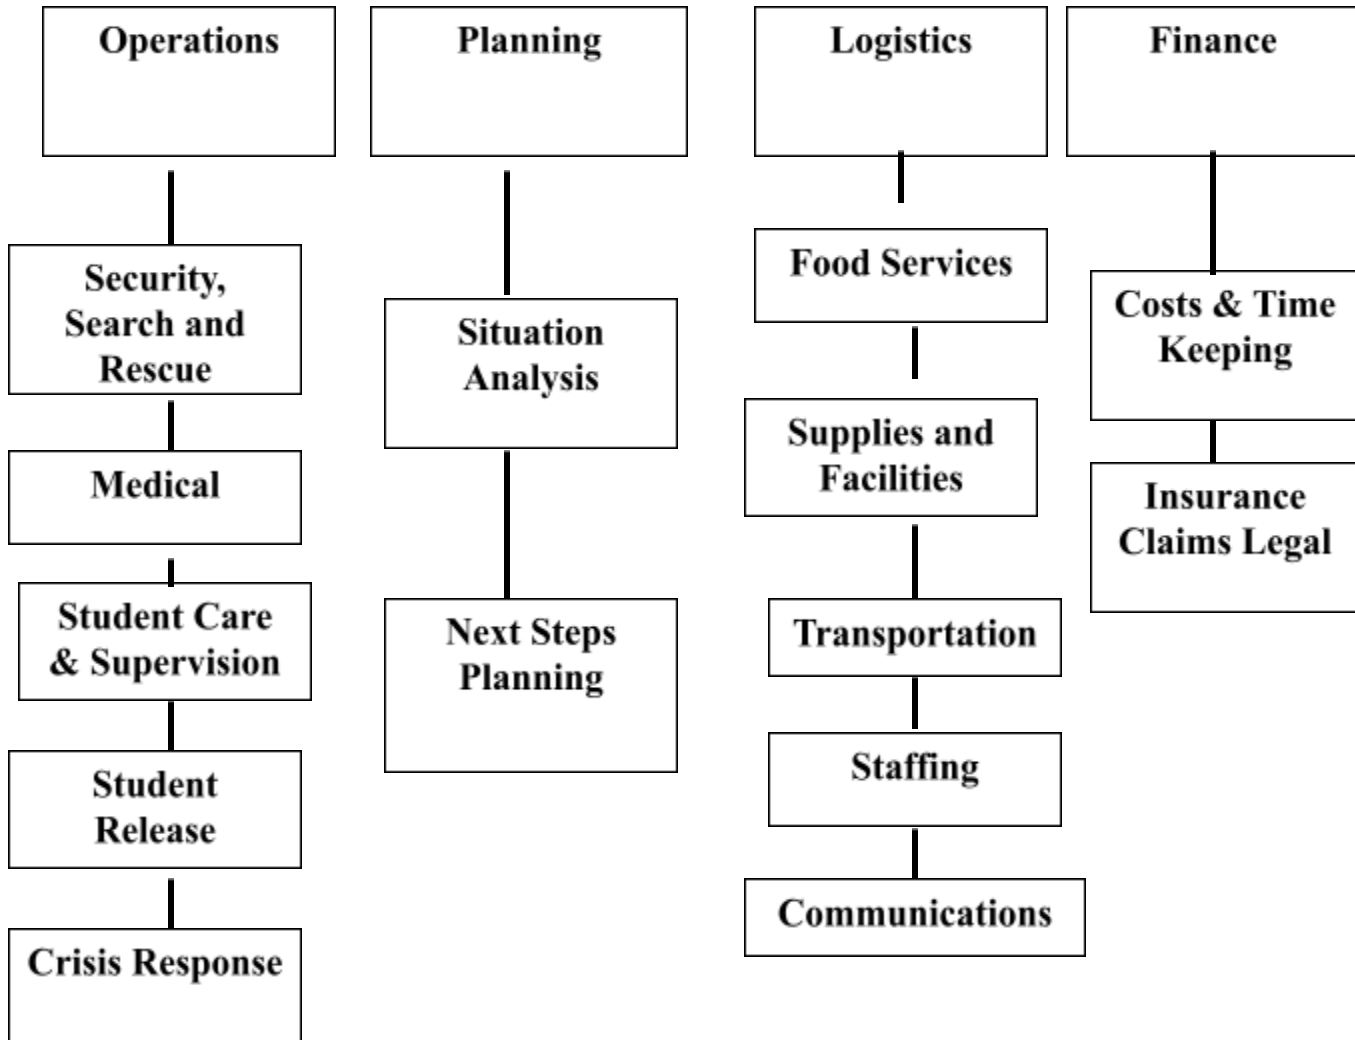 Operations
Planning
Logistics
Finance
Security,
Search and
Rescue
Medical
Student Care
& Supervision
Student
Release
Crisis Response
Situation
Analysis
Next Steps
Planning
Food Services
Supplies and
Facilities
Transportation
Staffing
Communications
Costs & Time
Keeping
Insurance
Claims Legal